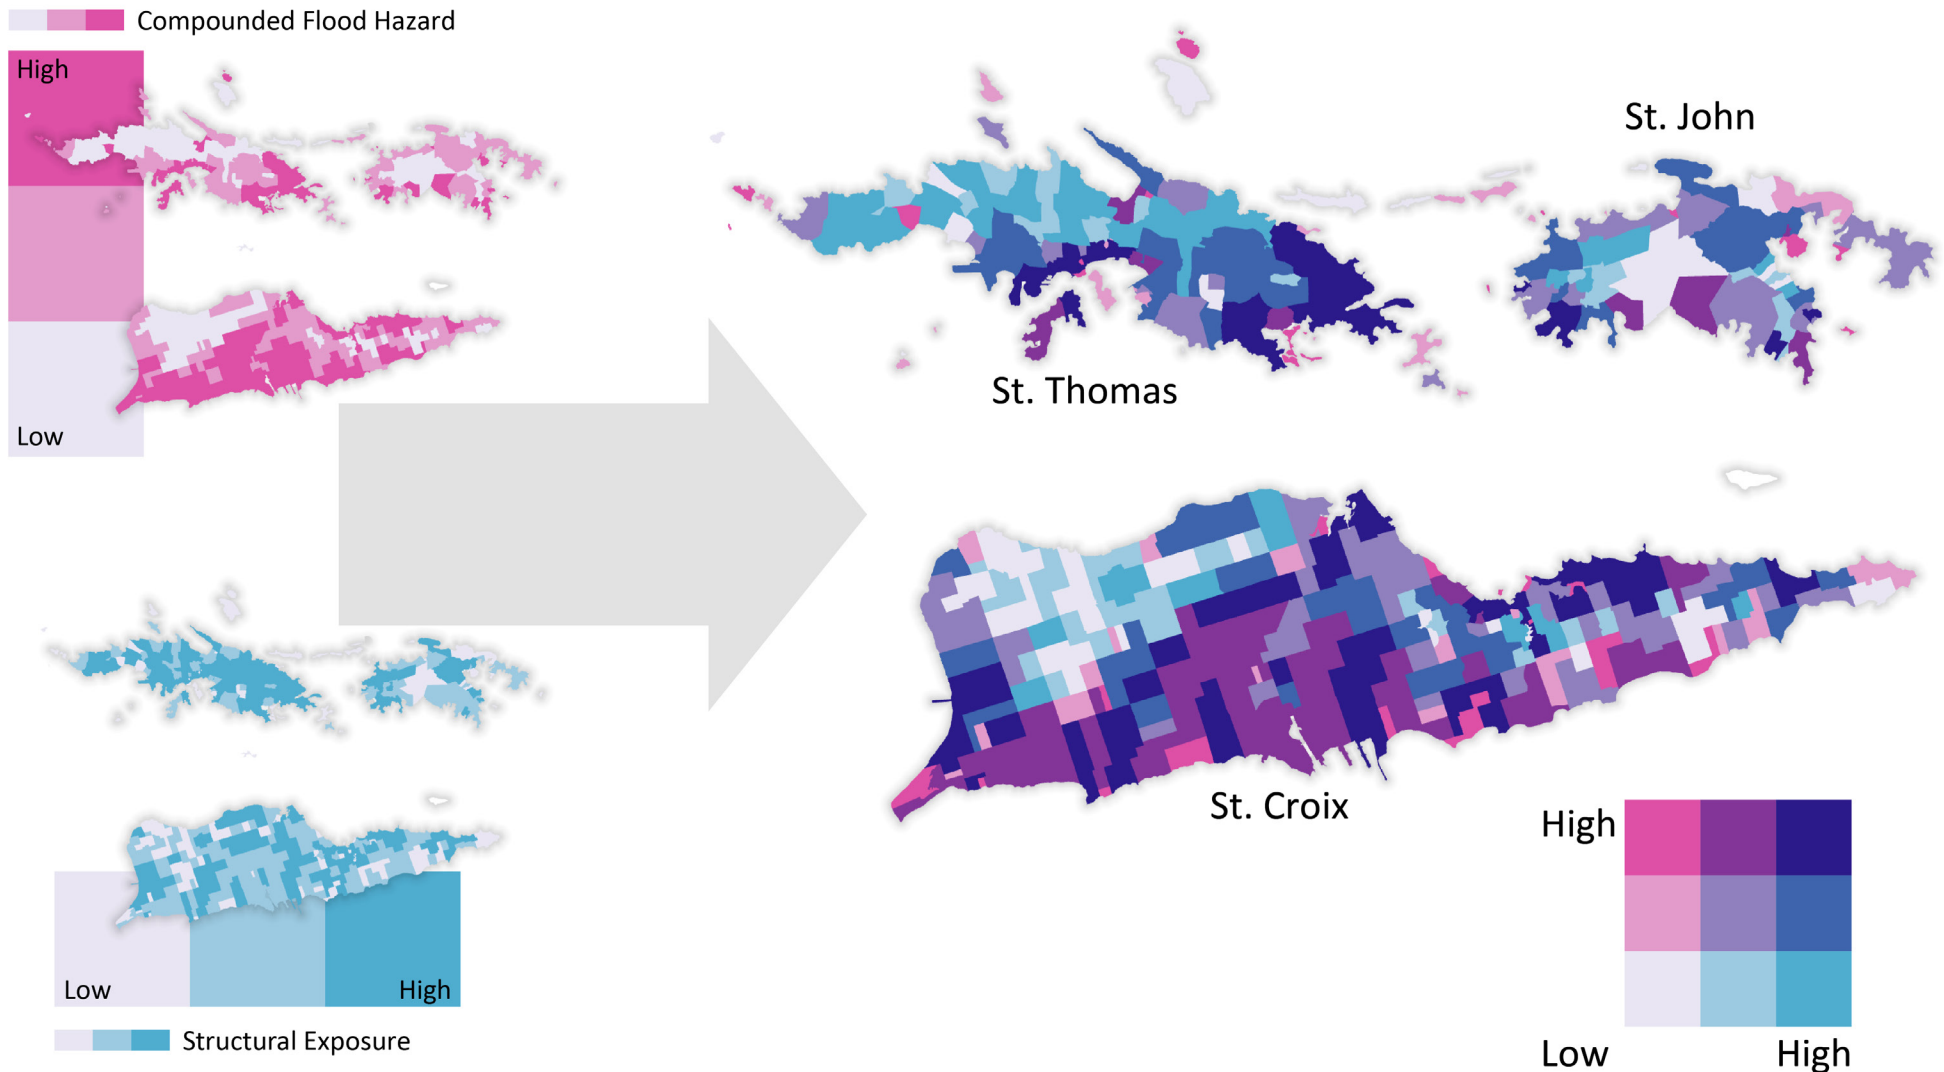 Compounded Flood Hazard
High
Low
St. John
St. Thomas
St. Croix
Low
High
Structural Exposure
High
Low
High